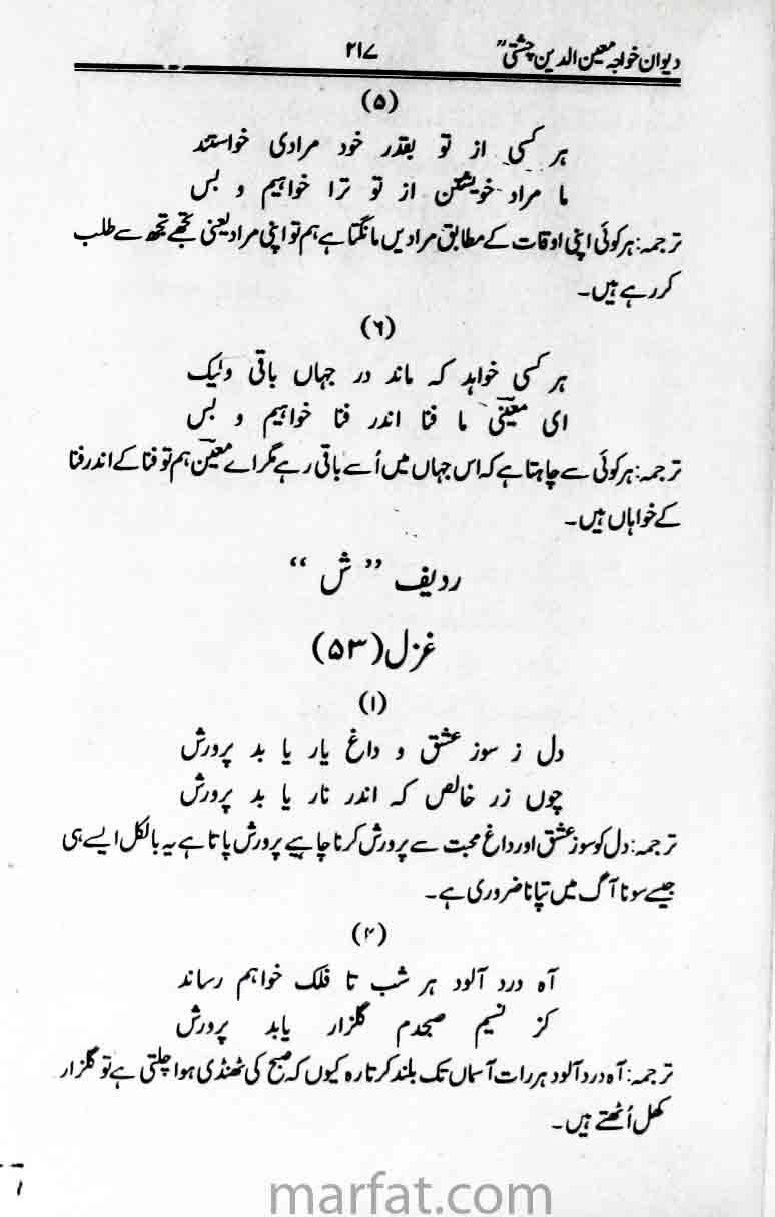 دیوان خواجہ معین الدین چشتیؒ ۲۱۷
(۵)
ہر کسی از تو بقدر خود مرادی خواستند
ما مراد خویشتن از تو ترا خواہیم و بس
ترجمہ: ہر کوئی اپنی اوقات کے مطابق مرادیں مانگتا ہے ہم تو اپنی مراد یعنی تجھے تجھ سے طلب
کر رہے ہیں۔
(۶)
ہر کسی خواہد کہ ماند در جہاں باقی ولیک
ای معینیؔ ما فنا اندر فنا خواہیم و بس
ترجمہ: ہر کوئی سے چاہتا ہے کہ اس جہاں میں اُسے باقی رہے مگر اے معینؔ ہم تو فنا کے اندر فنا
کے خواہاں ہیں۔
ردیف ”ش“
غزل (۵۳)
(۱)
دل ز سوز عشق و داغ یار یا بد پرورش
چوں زر خالص کہ اندر نار یا بد پرورش
ترجمہ: دل کو سوز عشق اور داغ محبت سے پرورش کرنا چاہیے پرورش پاتا ہے یہ بالکل ایسے ہی
جیسے سونا آگ میں تپانا ضروری ہے۔
(۲)
آہ درد آلود ہر شب تا فلک خواہم رساند
کز نسیم صبحدم گلزار یابد پرورش
ترجمہ: آہ درد آلود ہر رات آسماں تک بلند کرتا رہ کیوں کہ صبح کی ٹھنڈی ہوا چلتی ہے تو گلزار
کھل اُٹھتے ہیں۔
marfat.com